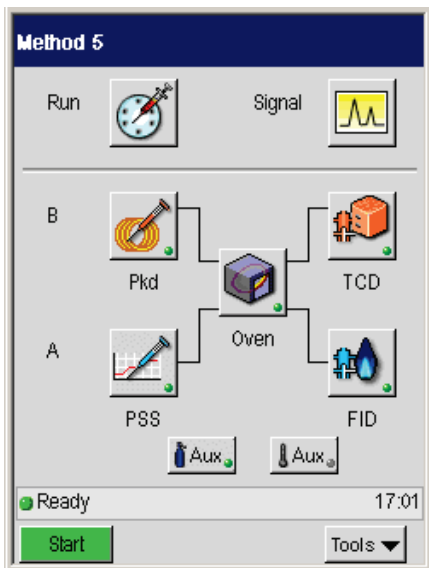 Method 5
Run Signal
B
Pkd TCD
Oven
A
PSS FID
Aux Aux
Ready 17:01
Start Tools